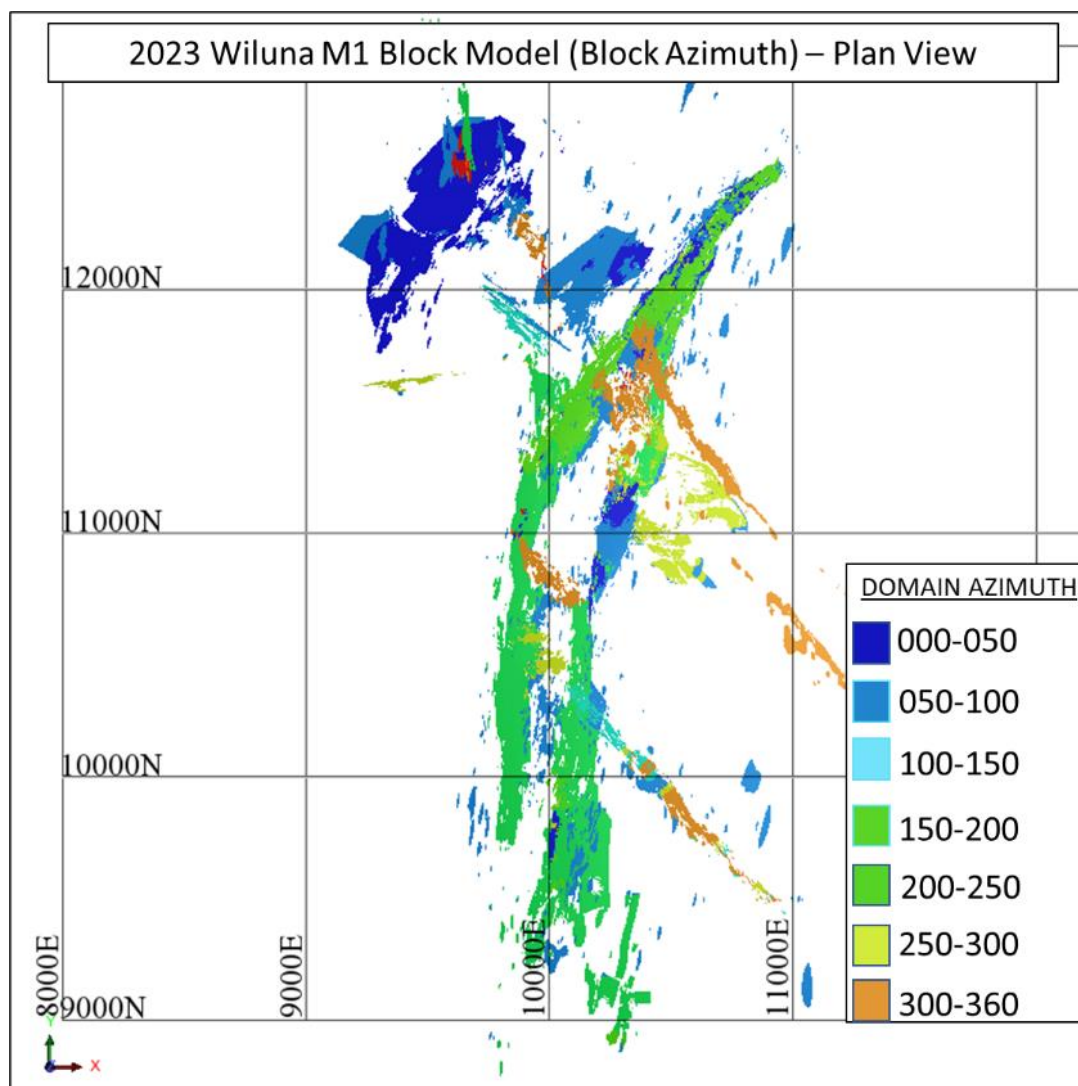 2023 Wiluna M1 Block Model (Block Azimuth) – Plan View
12000N
11000N
10000N
9000N
8000E
9000E
10000E
11000E
DOMAIN AZIMUTH
000-050
050-100
100-150
150-200
200-250
250-300
300-360
Y
X